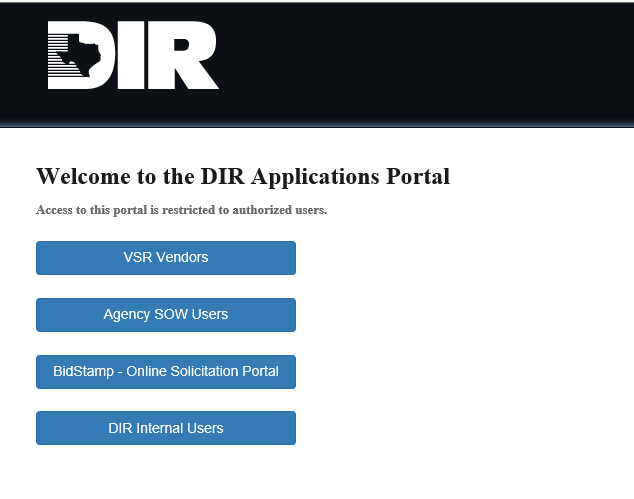 DIR
Welcome to the DIR Applications Portal
Access to this portal is restricted to authorized users.
VSR Vendors
Agency SOW Users
BidStamp - Online Solicitation Portal
DIR Internal Users